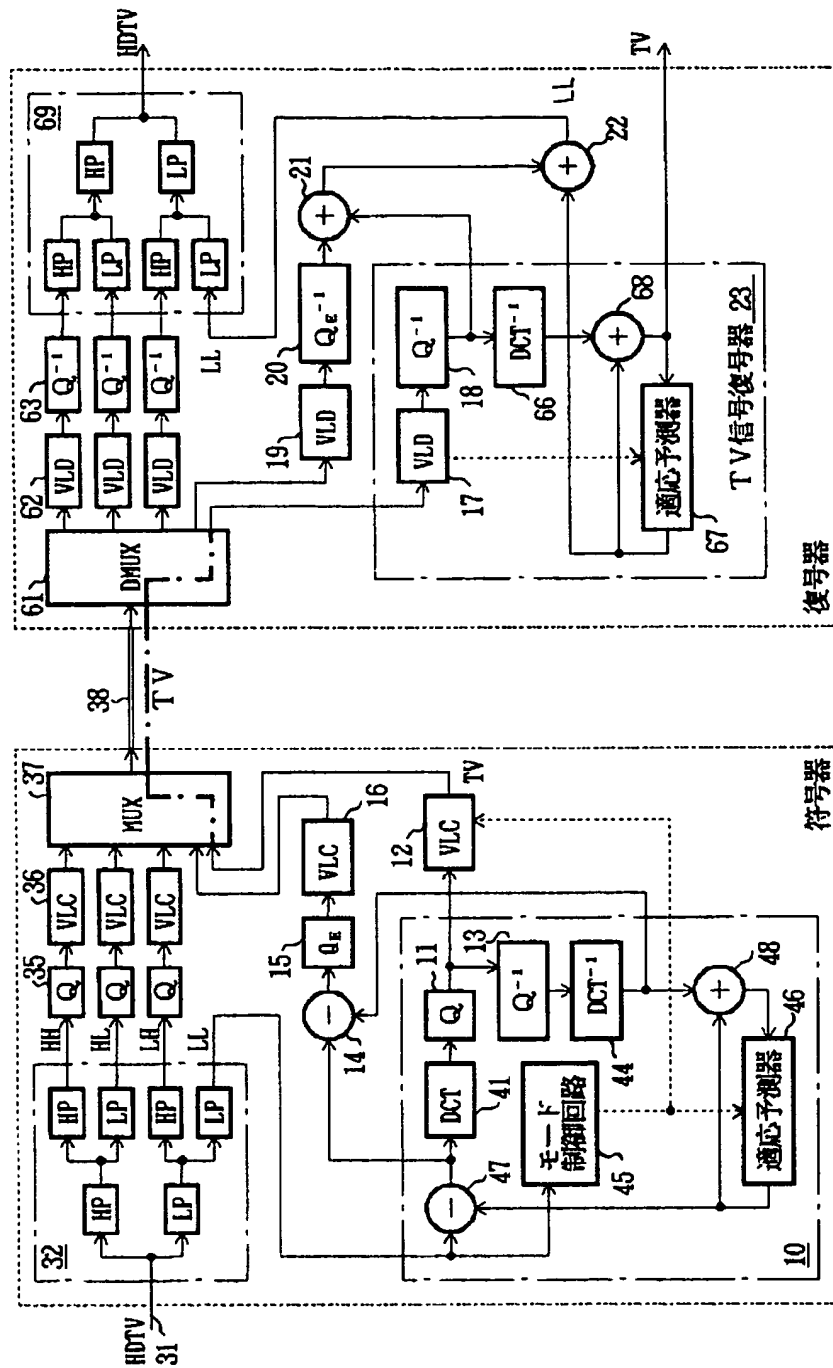 HDTV
31
32
HP
LP
HP
LP
HP
LP
HH
HL
LH
LL
35
Q
Q
Q
36
VLC
VLC
VLC
37
MUX
38
TV
14
−
15
QE
16
VLC
12
VLC
TV
47
−
DCT
41
11
Q
13
Q⁻¹
DCT⁻¹
44
モード
制御回路
45
48
+
46
適応予測器
10
符号器
61
DMUX
62
VLD
VLD
VLD
63
Q⁻¹
Q⁻¹
Q⁻¹
LL
69
HP
LP
HP
LP
HP
LP
HDTV
19
VLD
20
QE⁻¹
21
+
LL
22
+
17
VLD
18
Q⁻¹
DCT⁻¹
66
68
+
TV
適応予測器
67
TV信号復号器 23
復号器